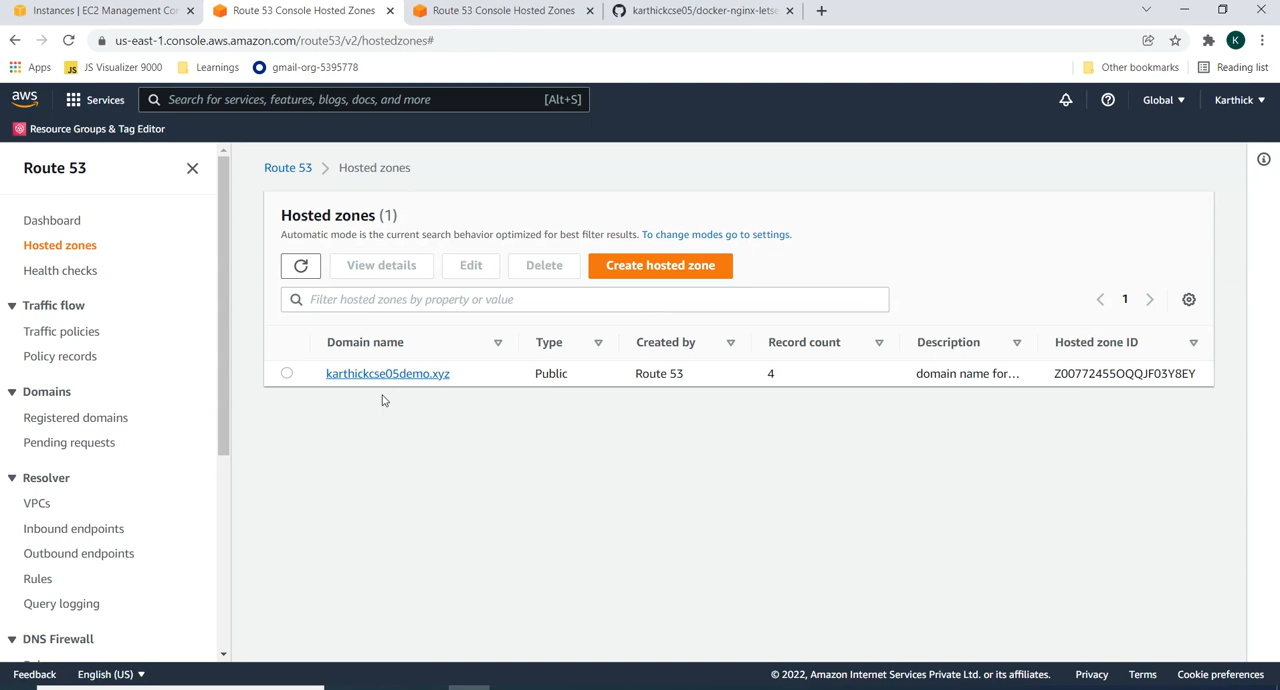 Instances | EC2 Management Con
Route 53 Console Hosted Zones
Route 53 Console Hosted Zones
karthickcse05/docker-nginx-letse
us-east-1.console.aws.amazon.com/route53/v2/hostedzones#
K
Apps
JS
JS Visualizer 9000
Learnings
gmail-org-5395778
Other bookmarks
Reading list
aws
Services
Search for services, features, blogs, docs, and more
[Alt+S]
Global
Karthick
Resource Groups & Tag Editor
Route 53
Dashboard
Hosted zones
Health checks
Traffic flow
Traffic policies
Policy records
Domains
Registered domains
Pending requests
Resolver
VPCs
Inbound endpoints
Outbound endpoints
Rules
Query logging
DNS Firewall
Route 53 > Hosted zones
Hosted zones (1)
Automatic mode is the current search behavior optimized for best filter results. To change modes go to settings.
View details
Edit
Delete
Create hosted zone
Filter hosted zones by property or value
1
Domain name Type Created by Record count Description Hosted zone ID
karthickcse05demo.xyz Public Route 53 4 domain name for... Z00772455OQQJF03Y8EY
Feedback
English (US)
© 2022, Amazon Internet Services Private Ltd. or its affiliates.
Privacy
Terms
Cookie preferences